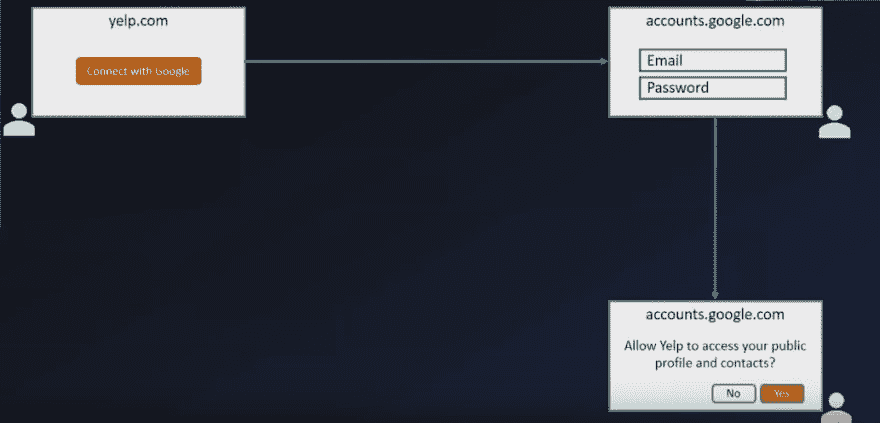 yelp.com
Connect with Google
accounts.google.com
Email
Password
accounts.google.com
Allow Yelp to access your public
profile and contacts?
No
Yes